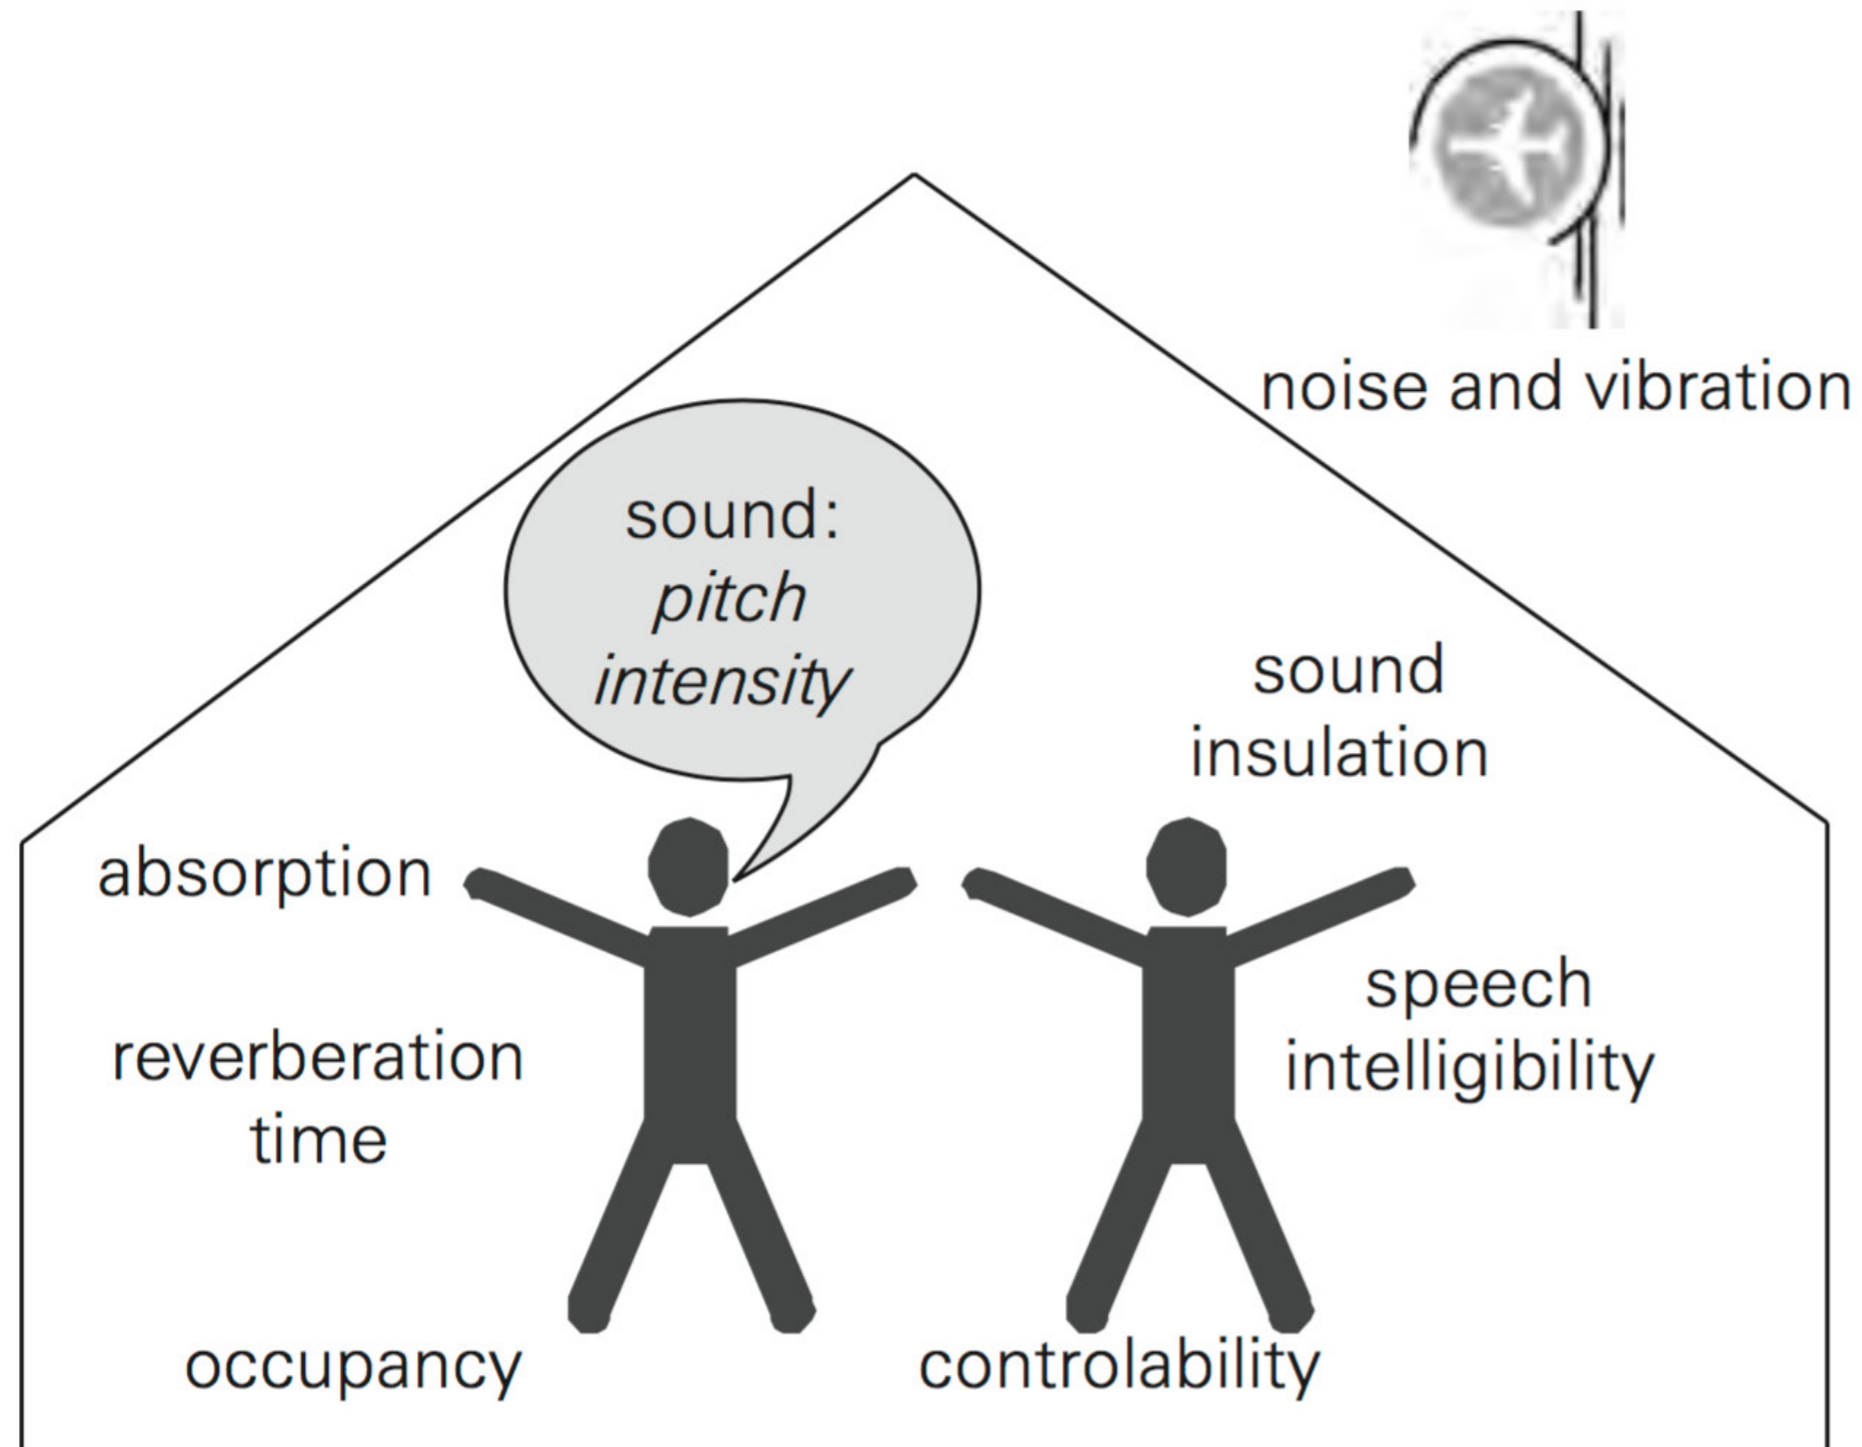 noise and vibration
sound:
pitch
intensity
sound
insulation
absorption
speech
intelligibility
reverberation
time
occupancy
controlability